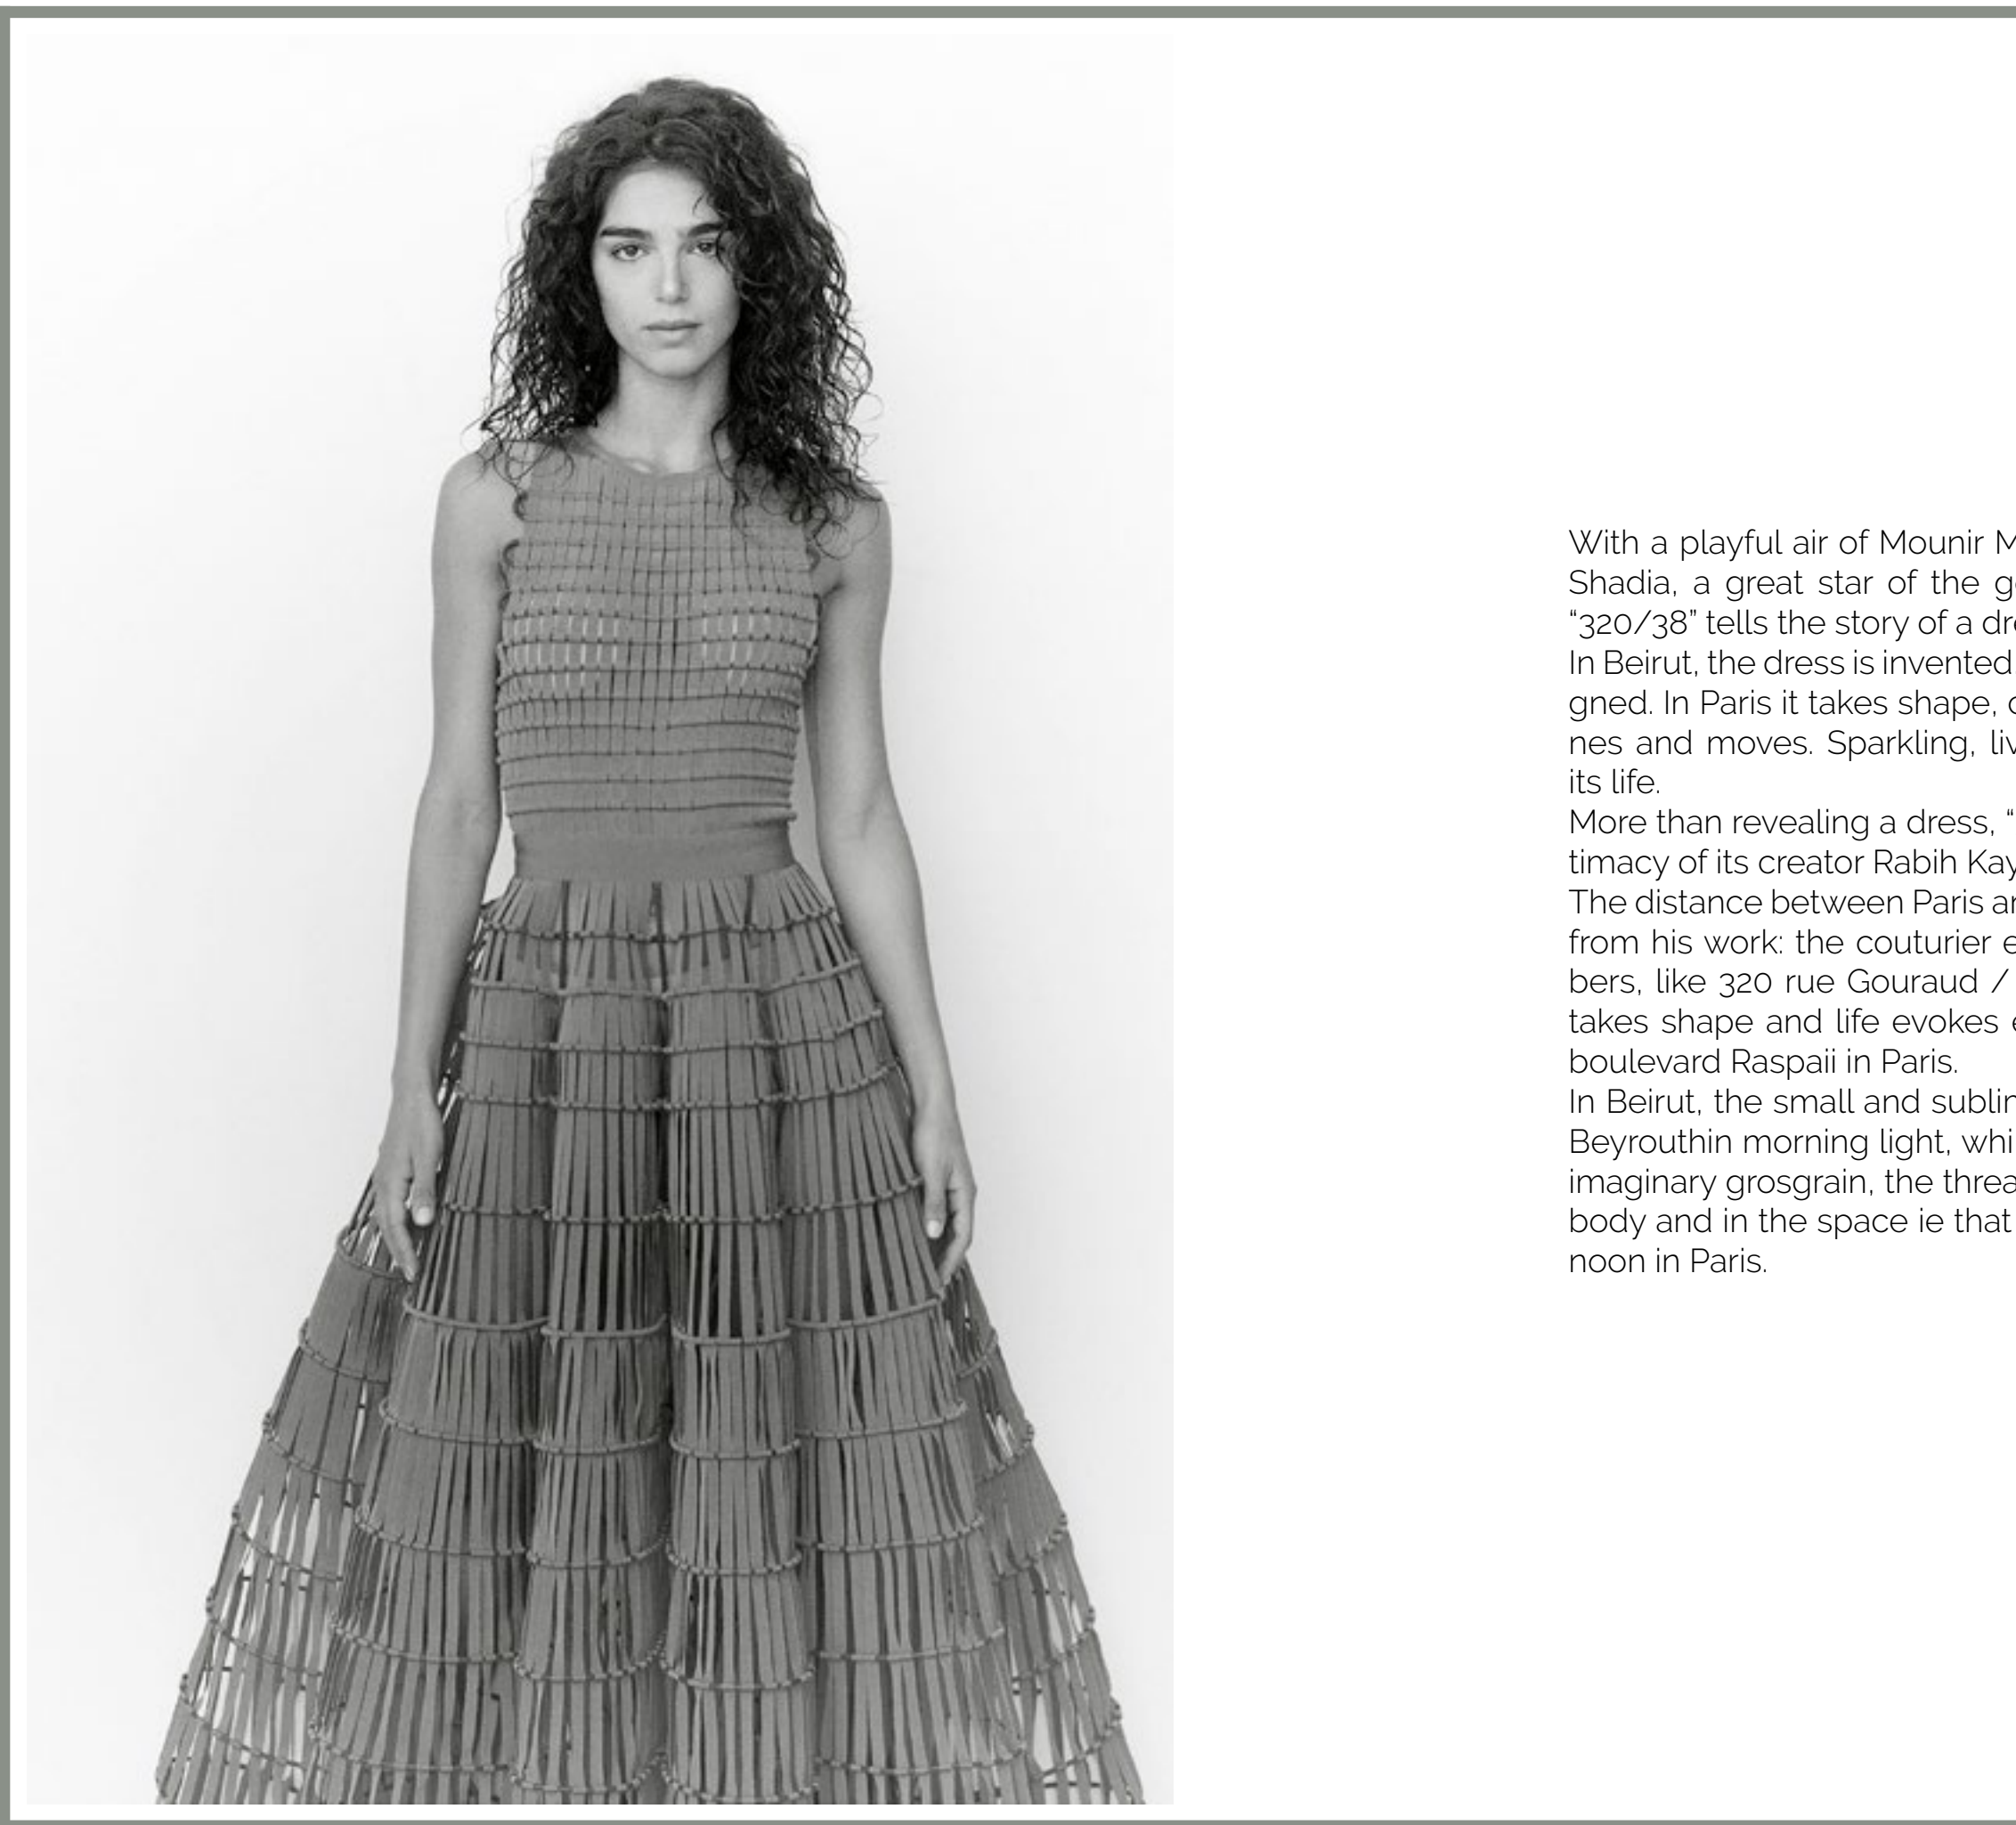 With a playful air of Mounir M
Shadia, a great star of the g
“320/38” tells the story of a dr
In Beirut, the dress is invented
gned. In Paris it takes shape,
nes and moves. Sparkling, liv
its life.
More than revealing a dress, “
timacy of its creator Rabih Kay
The distance between Paris ar
from his work: the couturier e
bers, like 320 rue Gouraud /
takes shape and life evokes e
boulevard Raspaii in Paris.
In Beirut, the small and sublim
Beyrouthin morning light, whi
imaginary grosgrain, the threa
body and in the space ie that
noon in Paris.